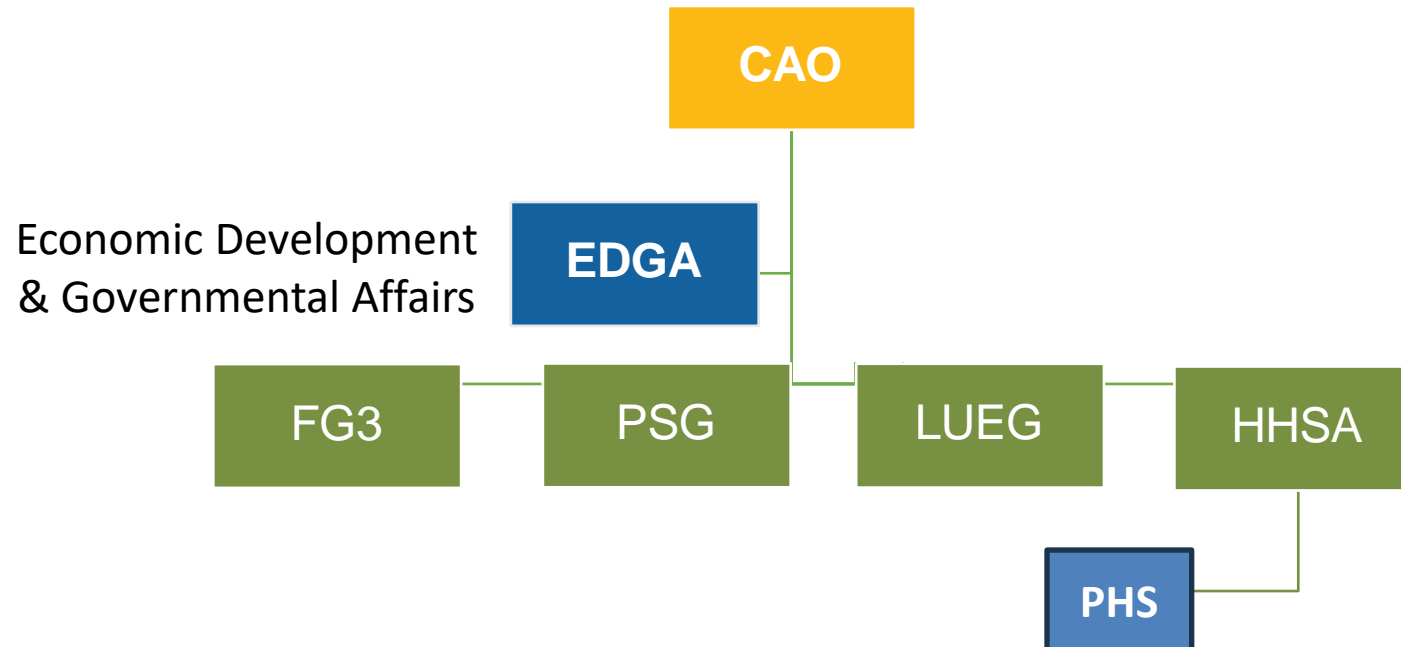 CAO
Economic Development
& Governmental Affairs
EDGA
FG3
PSG
LUEG
HHSA
PHS